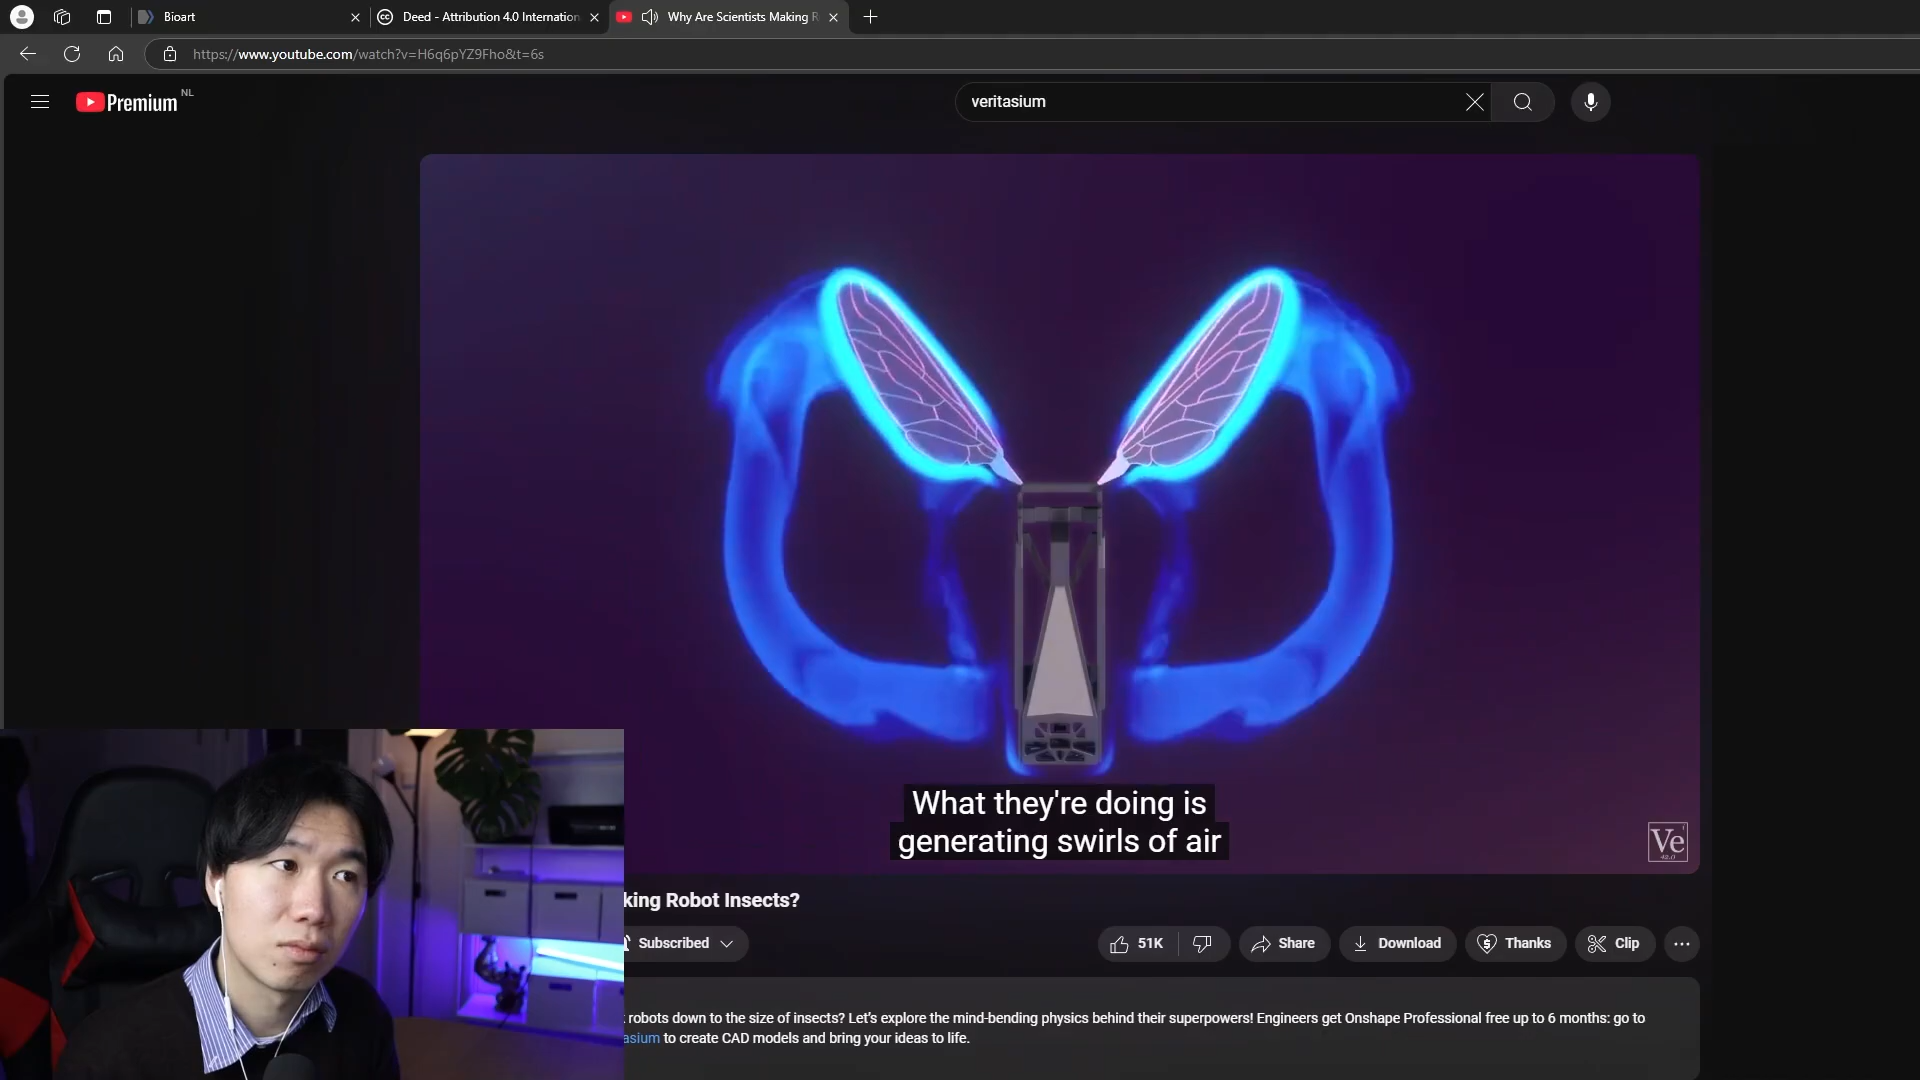 Bioart
Deed - Attribution 4.0 Internation
Why Are Scientists Making R
https://www.youtube.com/watch?v=H6q6pYZ9Fho&t=6s
Premium NL
veritasium
What they're doing is
generating swirls of air
Ve
42.0
king Robot Insects?
Subscribed
51K
Share
Download
Thanks
Clip
robots down to the size of insects? Let's explore the mind-bending physics behind their superpowers! Engineers get Onshape Professional free up to 6 months: go to
asium to create CAD models and bring your ideas to life.